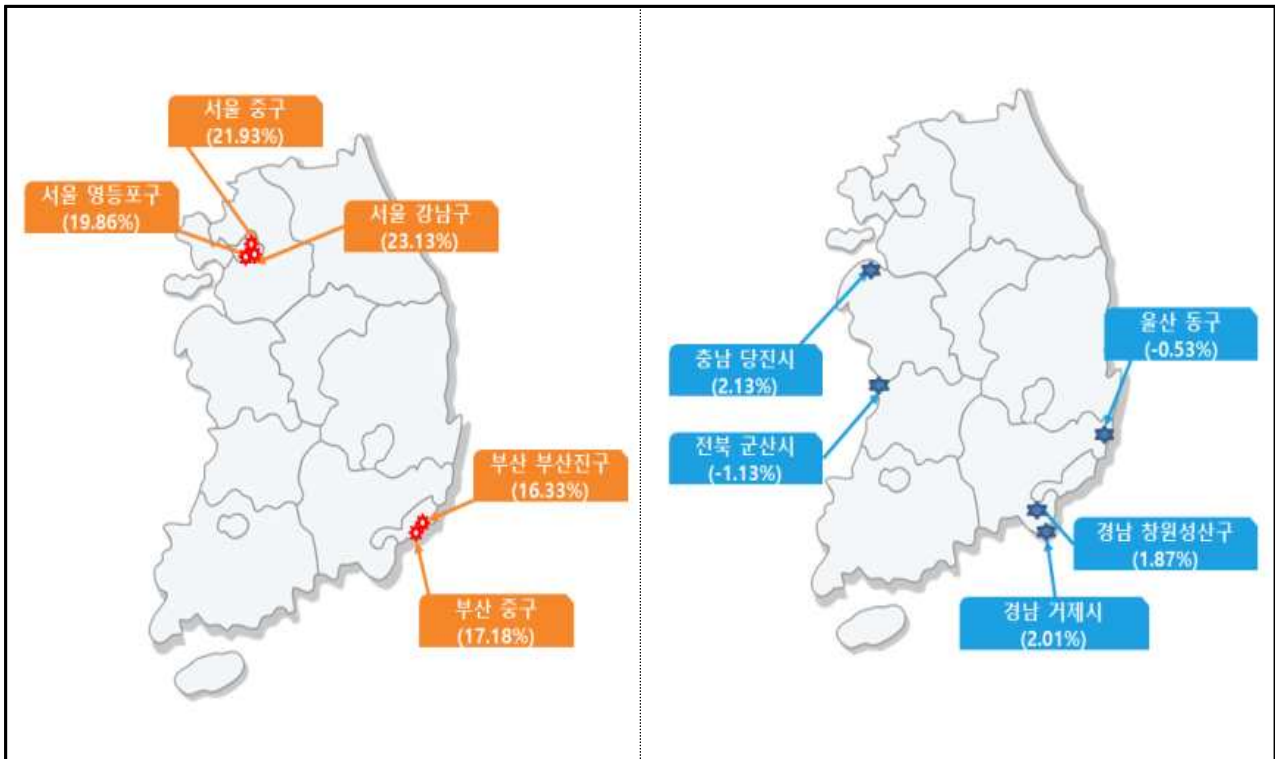 서울 중구
(21.93%)
서울 영등포구
(19.86%)
서울 강남구
(23.13%)
부산 부산진구
(16.33%)
부산 중구
(17.18%)
울산 동구
(-0.53%)
충남 당진시
(2.13%)
전북 군산시
(-1.13%)
경남 창원성산구
(1.87%)
경남 거제시
(2.01%)